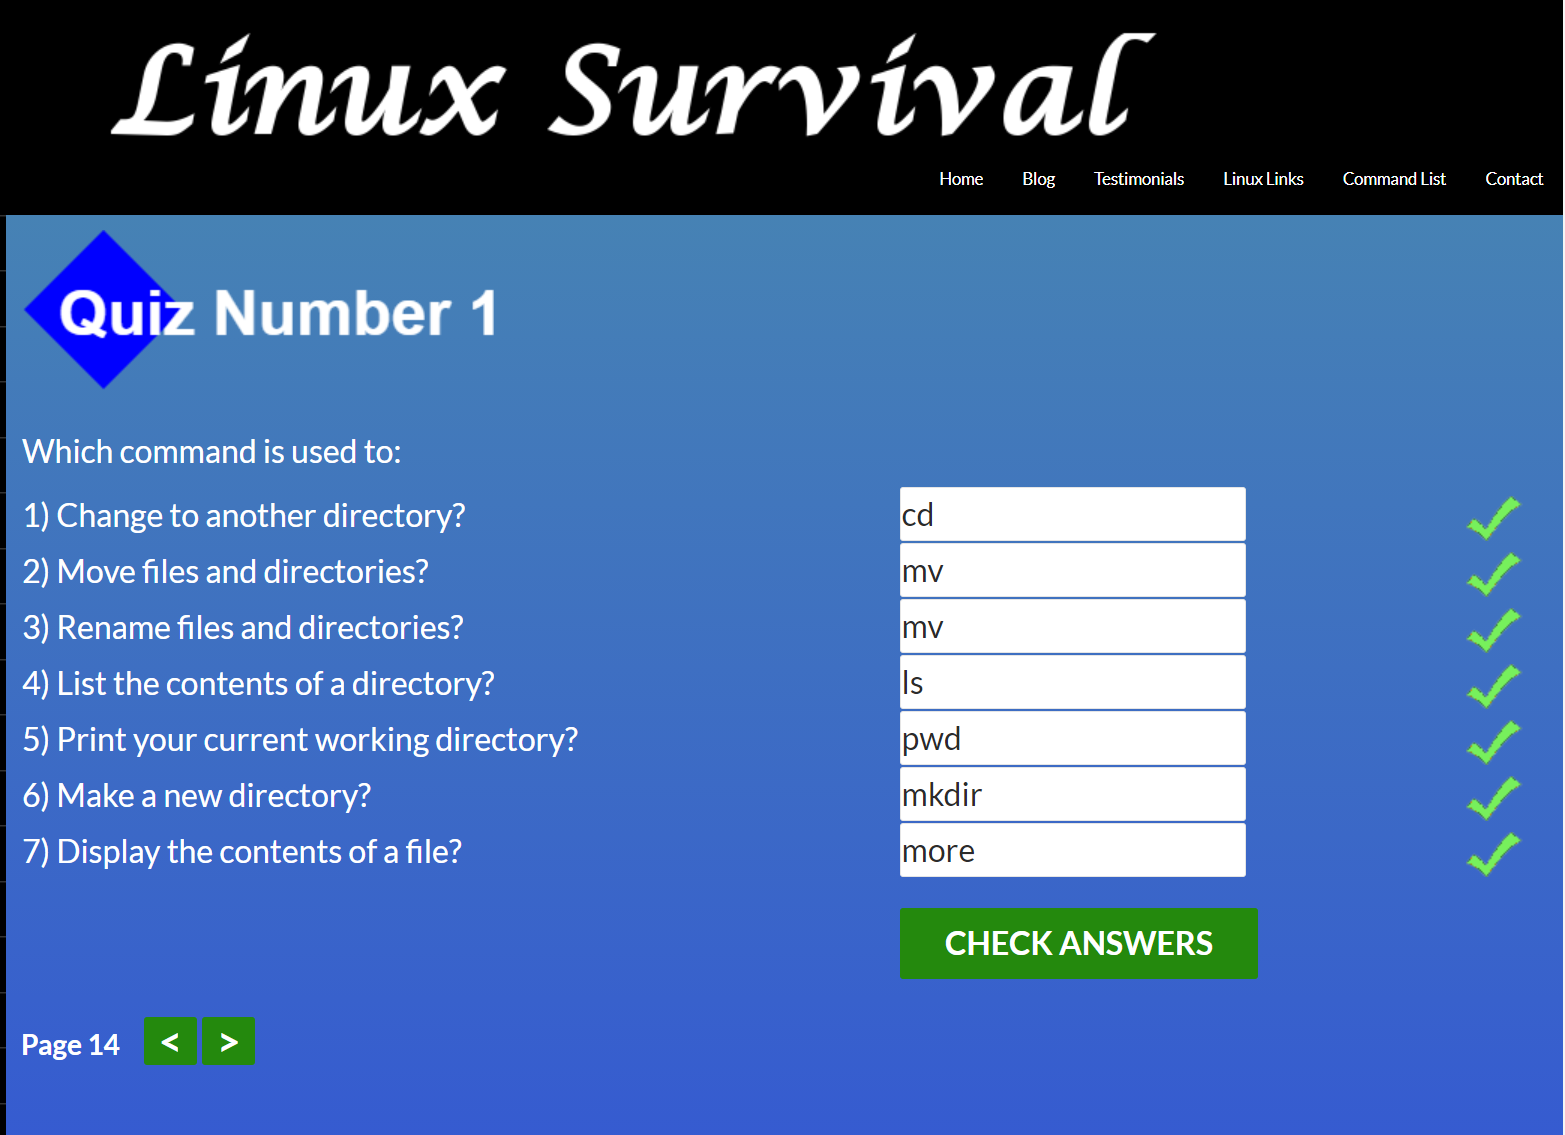 Linux Survival
Home Blog Testimonials Linux Links Command List Contact
Quiz Number 1
Which command is used to:
1) Change to another directory? cd
2) Move files and directories? mv
3) Rename files and directories? mv
4) List the contents of a directory? ls
5) Print your current working directory? pwd
6) Make a new directory? mkdir
7) Display the contents of a file? more
CHECK ANSWERS
Page 14 < >